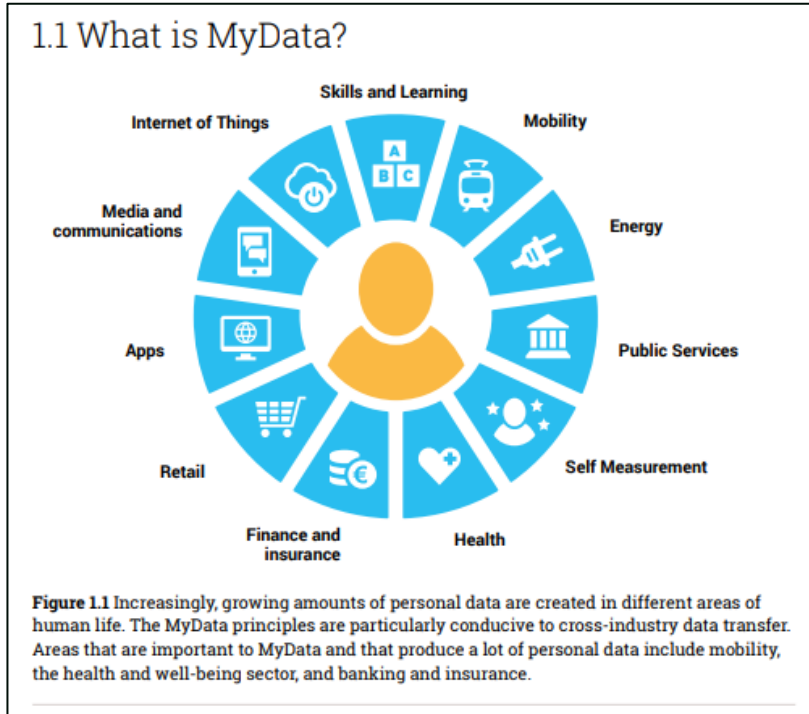 1.1 What is MyData?
Skills and Learning
Internet of Things
Mobility
Media and
communications
Energy
Apps
Public Services
Retail
Self Measurement
Finance and
insurance
Health
A
B C
€
Figure 1.1 Increasingly, growing amounts of personal data are created in different areas of
human life. The MyData principles are particularly conducive to cross-industry data transfer.
Areas that are important to MyData and that produce a lot of personal data include mobility,
the health and well-being sector, and banking and insurance.